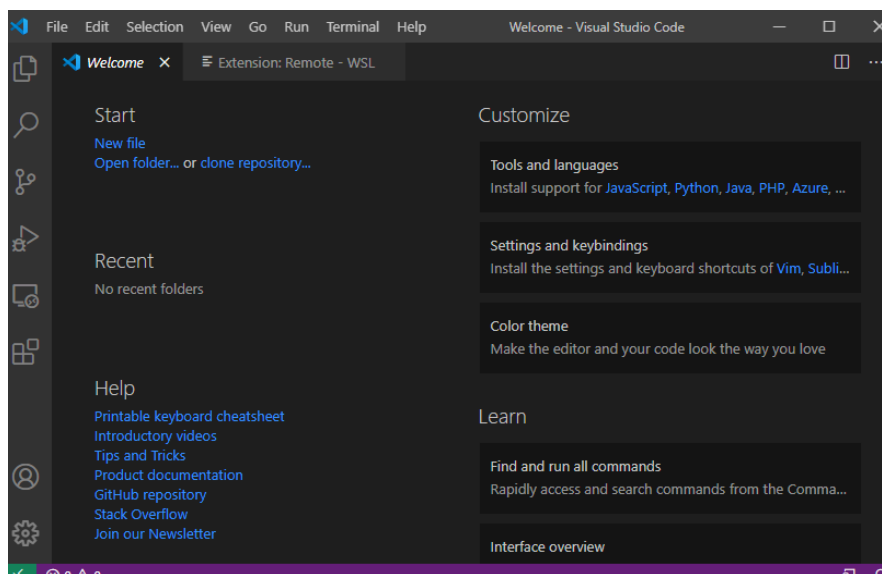 File Edit Selection View Go Run Terminal Help Welcome - Visual Studio Code
Welcome Extension: Remote - WSL
Start
New file
Open folder... or clone repository...
Recent
No recent folders
Help
Printable keyboard cheatsheet
Introductory videos
Tips and Tricks
Product documentation
GitHub repository
Stack Overflow
Join our Newsletter
Customize
Tools and languages
Install support for JavaScript, Python, Java, PHP, Azure, ...
Settings and keybindings
Install the settings and keyboard shortcuts of Vim, Subli...
Color theme
Make the editor and your code look the way you love
Learn
Find and run all commands
Rapidly access and search commands from the Comma...
Interface overview